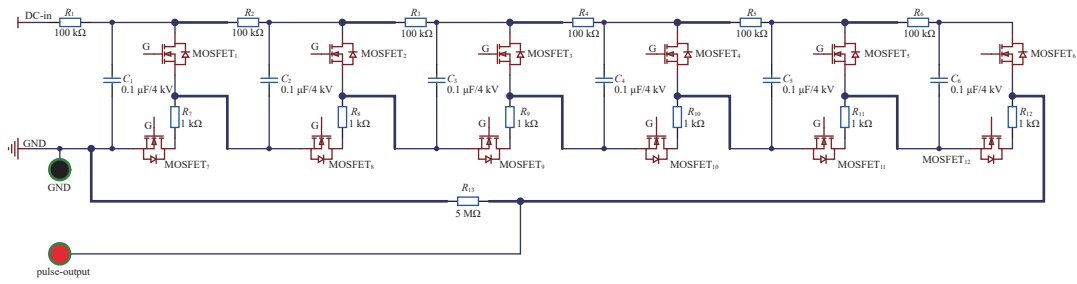 DC-in
R₁
100 kΩ
R₂
100 kΩ
R₃
100 kΩ
R₄
100 kΩ
R₅
100 kΩ
R₆
100 kΩ
G
MOSFET₁
G
MOSFET₂
G
MOSFET₃
G
MOSFET₄
G
MOSFET₅
G
MOSFET₆
C₁
0.1 μF/4 kV
C₂
0.1 μF/4 kV
C₃
0.1 μF/4 kV
C₄
0.1 μF/4 kV
C₅
0.1 μF/4 kV
C₆
0.1 μF/4 kV
R₇
1 kΩ
R₈
1 kΩ
R₉
1 kΩ
R₁₀
1 kΩ
R₁₁
1 kΩ
R₁₂
1 kΩ
GND
G
MOSFET₇
G
MOSFET₈
G
MOSFET₉
G
MOSFET₁₀
G
MOSFET₁₁
G
MOSFET₁₂
GND
R₁₃
5 MΩ
pulse-output